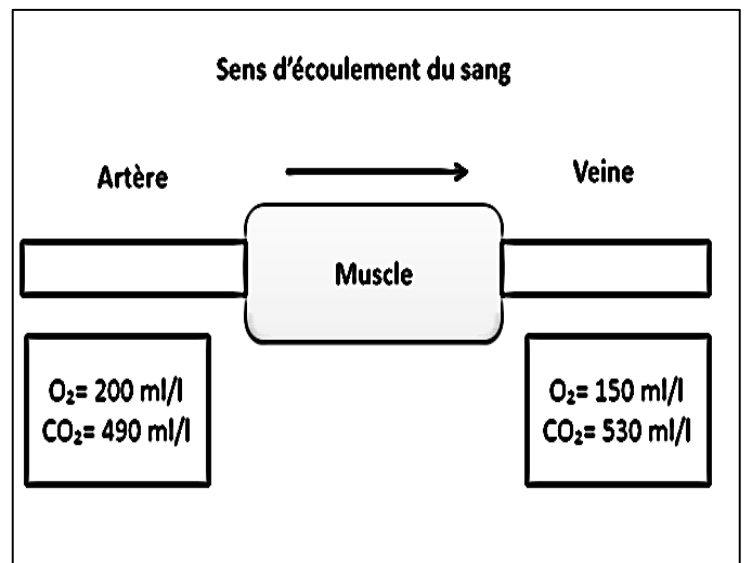 Sens d'écoulement du sang
Artère
Veine
Muscle
O₂= 200 ml/l
CO₂= 490 ml/l
O₂= 150 ml/l
CO₂= 530 ml/l